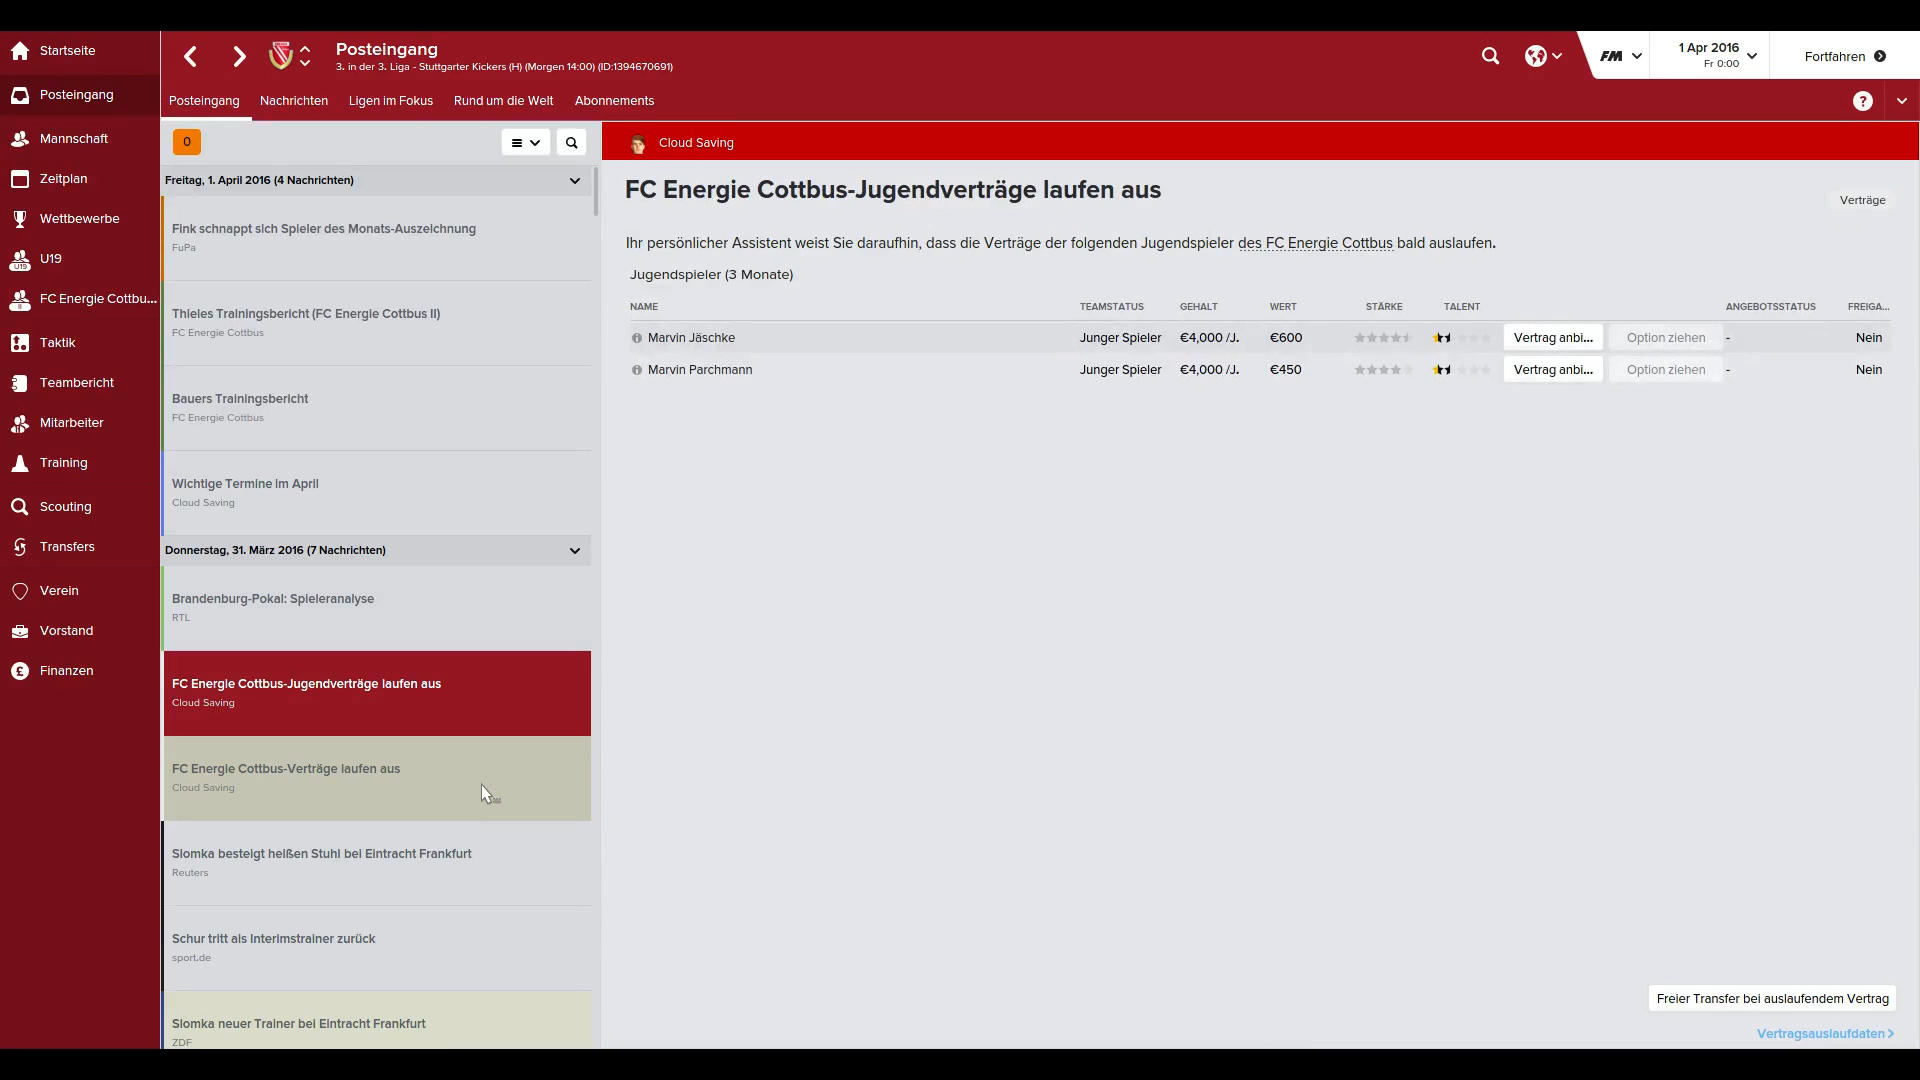 Startseite
Posteingang
Mannschaft
Zeitplan
Wettbewerbe
U19
U19
FC Energie Cottbu...
II
Taktik
Teambericht
Mitarbeiter
Training
Scouting
Transfers
Verein
Vorstand
Finanzen
Posteingang
3. in der 3. Liga - Stuttgarter Kickers (H) (Morgen 14:00) (ID:1394670691)
FM
1 Apr 2016
Fr 0:00
Fortfahren
Posteingang
Nachrichten
Ligen im Fokus
Rund um die Welt
Abonnements
?
0
Freitag, 1. April 2016 (4 Nachrichten)
Fink schnappt sich Spieler des Monats-Auszeichnung
FuPa
Thieles Trainingsbericht (FC Energie Cottbus II)
FC Energie Cottbus
Bauers Trainingsbericht
FC Energie Cottbus
Wichtige Termine im April
Cloud Saving
Donnerstag, 31. März 2016 (7 Nachrichten)
Brandenburg-Pokal: Spieleranalyse
RTL
FC Energie Cottbus-Jugendverträge laufen aus
Cloud Saving
FC Energie Cottbus-Verträge laufen aus
Cloud Saving
Slomka besteigt heißen Stuhl bei Eintracht Frankfurt
Reuters
Schur tritt als Interimstrainer zurück
sport.de
Slomka neuer Trainer bei Eintracht Frankfurt
ZDF
Cloud Saving
FC Energie Cottbus-Jugendverträge laufen aus
Verträge
Ihr persönlicher Assistent weist Sie daraufhin, dass die Verträge der folgenden Jugendspieler des FC Energie Cottbus bald auslaufen.
Jugendspieler (3 Monate)
NAME TEAMSTATUS GEHALT WERT STÄRKE TALENT ANGEBOTSSTATUS FREIGA...
Marvin Jäschke Junger Spieler €4,000 /J. €600 Vertrag anbi... Option ziehen - Nein
Marvin Parchmann Junger Spieler €4,000 /J. €450 Vertrag anbi... Option ziehen - Nein
Freier Transfer bei auslaufendem Vertrag
Vertragsauslaufdaten